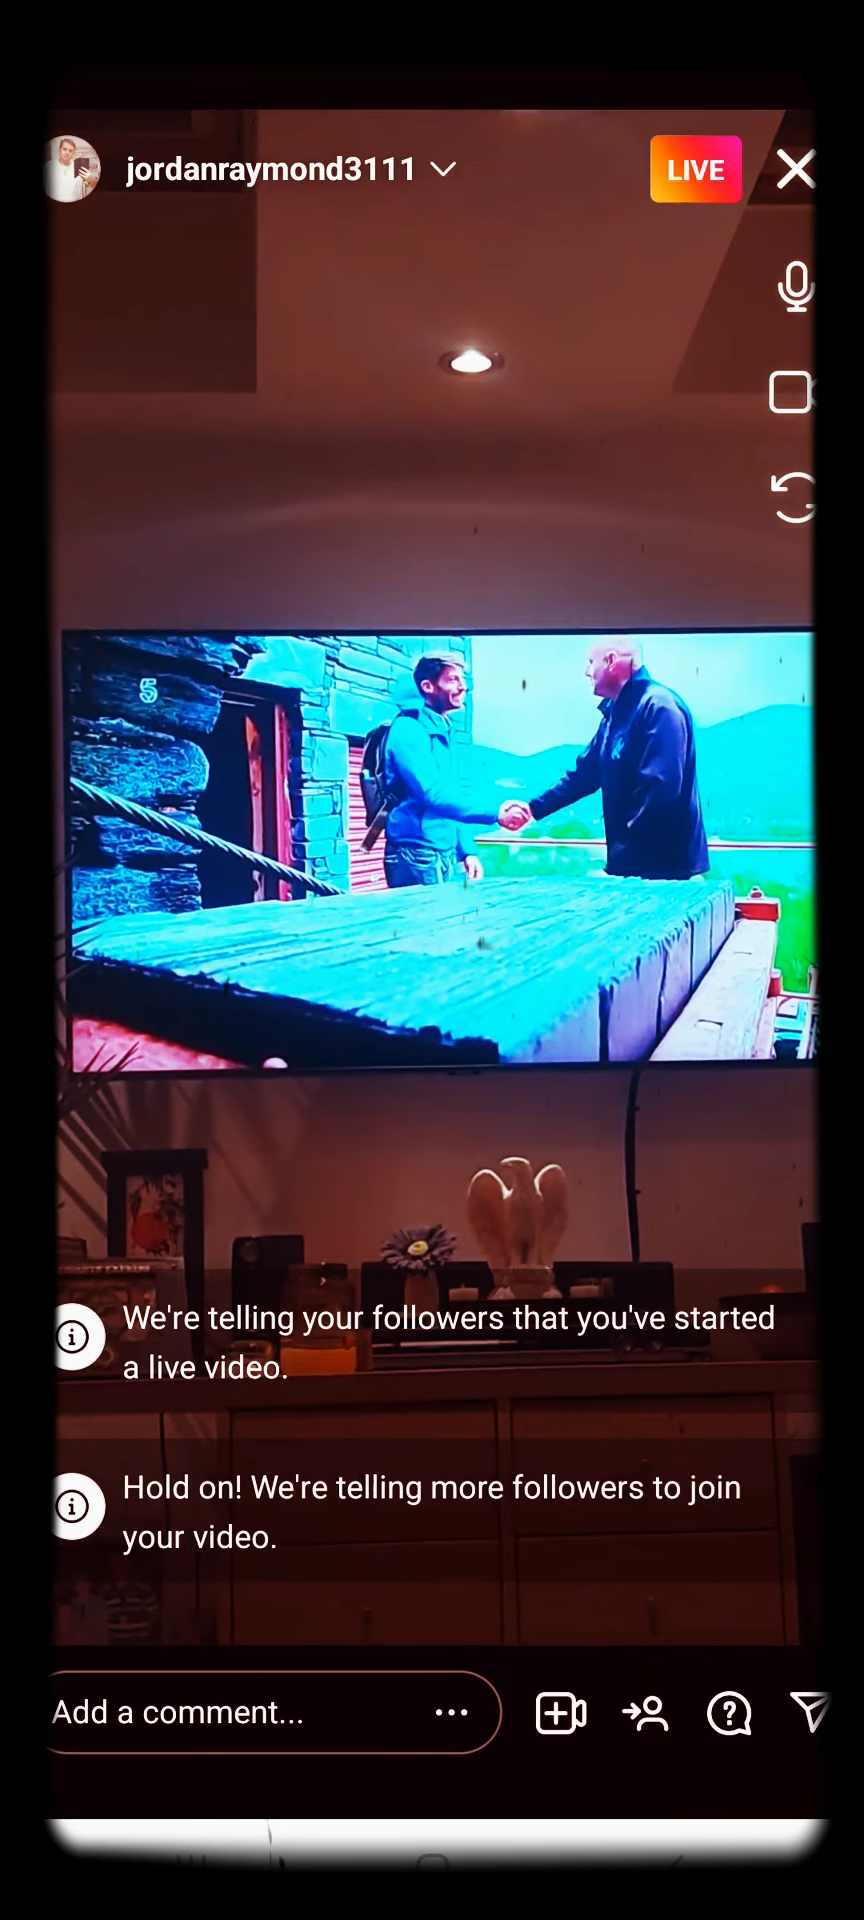 jordanraymond3111
LIVE
5
We're telling your followers that you've started
a live video.
Hold on! We're telling more followers to join
your video.
Add a comment...